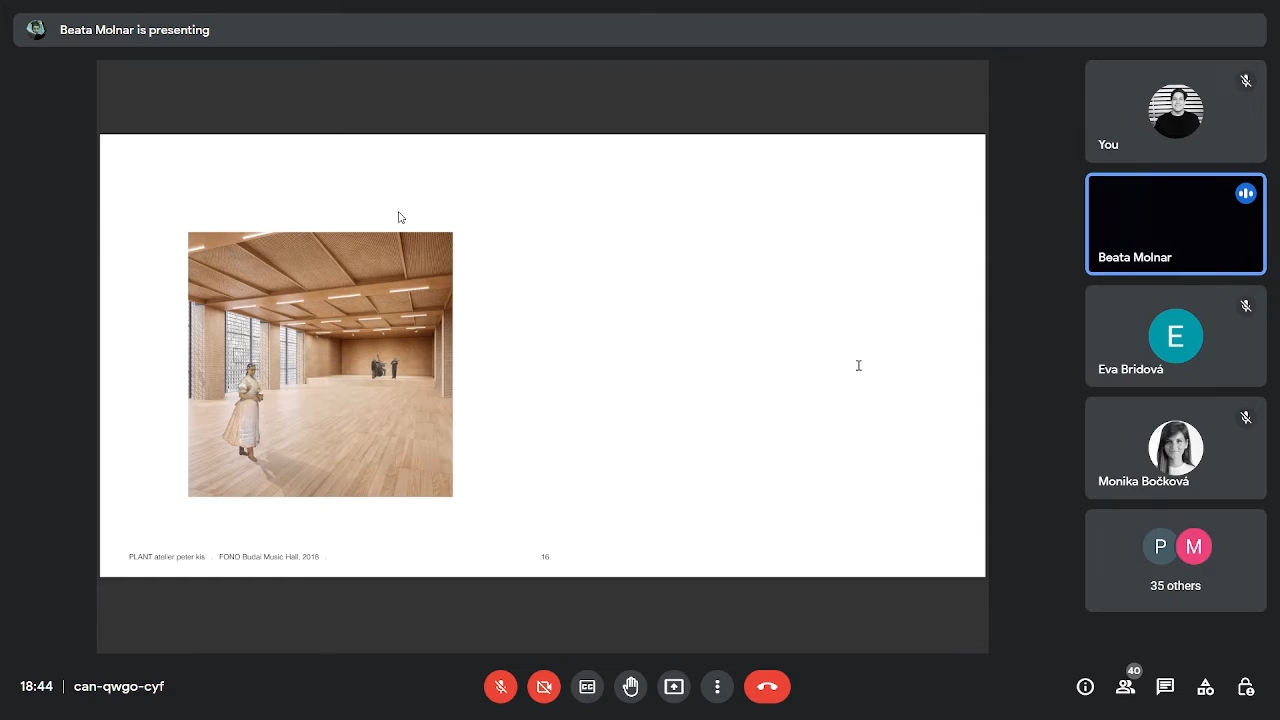 Beata Molnar is presenting
You
Beata Molnar
E
Eva Bridová
Monika Bočková
P M
35 others
PLANT atelier peter kis . FONO Budai Music Hall, 2018 .
16.
18:44 | can-qwgo-cyf
CC
40